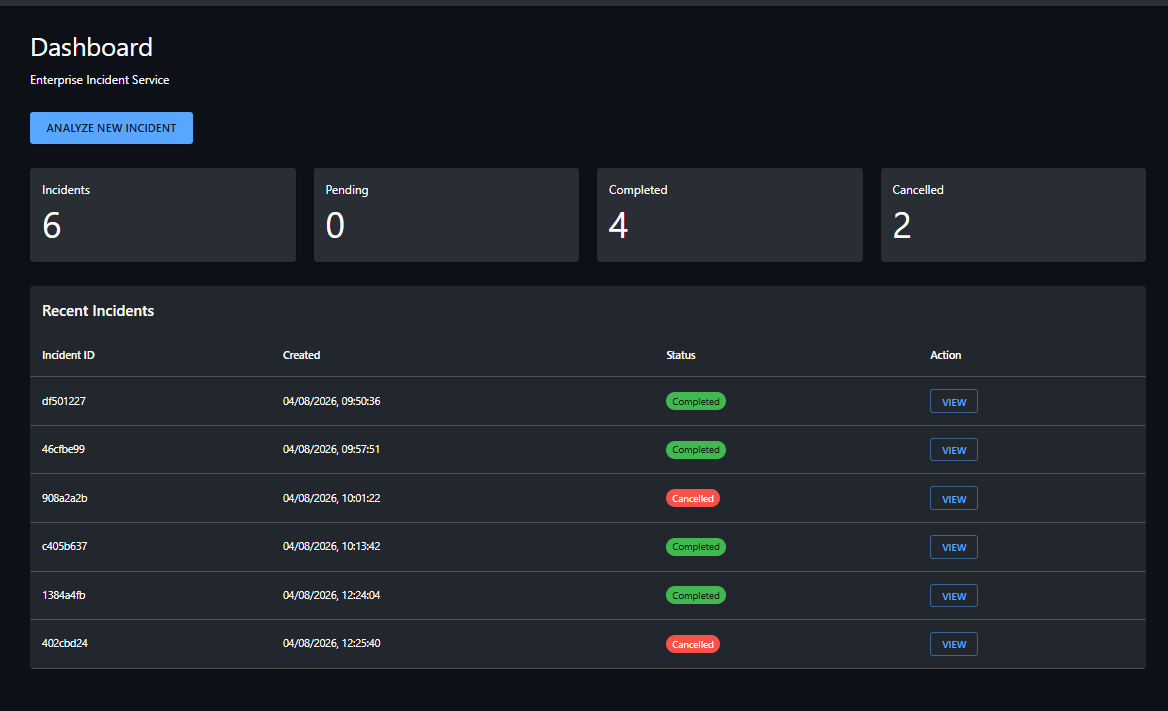 Dashboard
Enterprise Incident Service
ANALYZE NEW INCIDENT
Incidents Pending Completed Cancelled
6 0 4 2
Recent Incidents
Incident ID Created Status Action
df501227 04/08/2026, 09:50:36 Completed VIEW
46cfbe99 04/08/2026, 09:57:51 Completed VIEW
908a2a2b 04/08/2026, 10:01:22 Cancelled VIEW
c405b637 04/08/2026, 10:13:42 Completed VIEW
1384a4fb 04/08/2026, 12:24:04 Completed VIEW
402cbd24 04/08/2026, 12:25:40 Cancelled VIEW